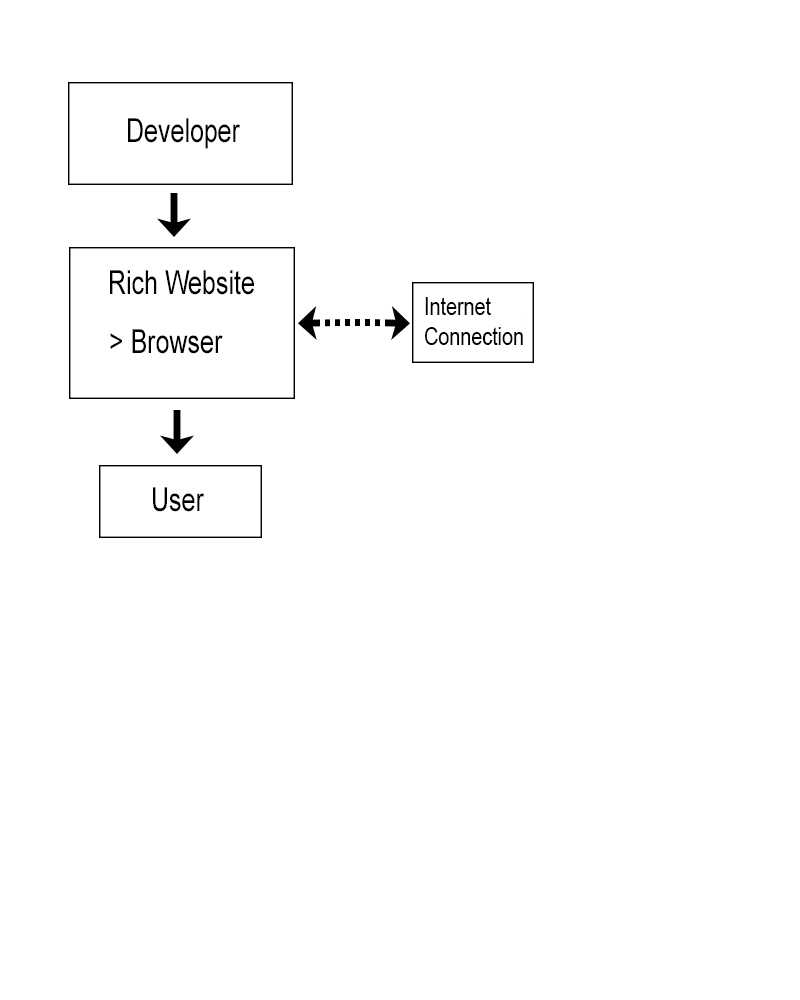 Developer
Rich Website
> Browser
Internet
Connection
User